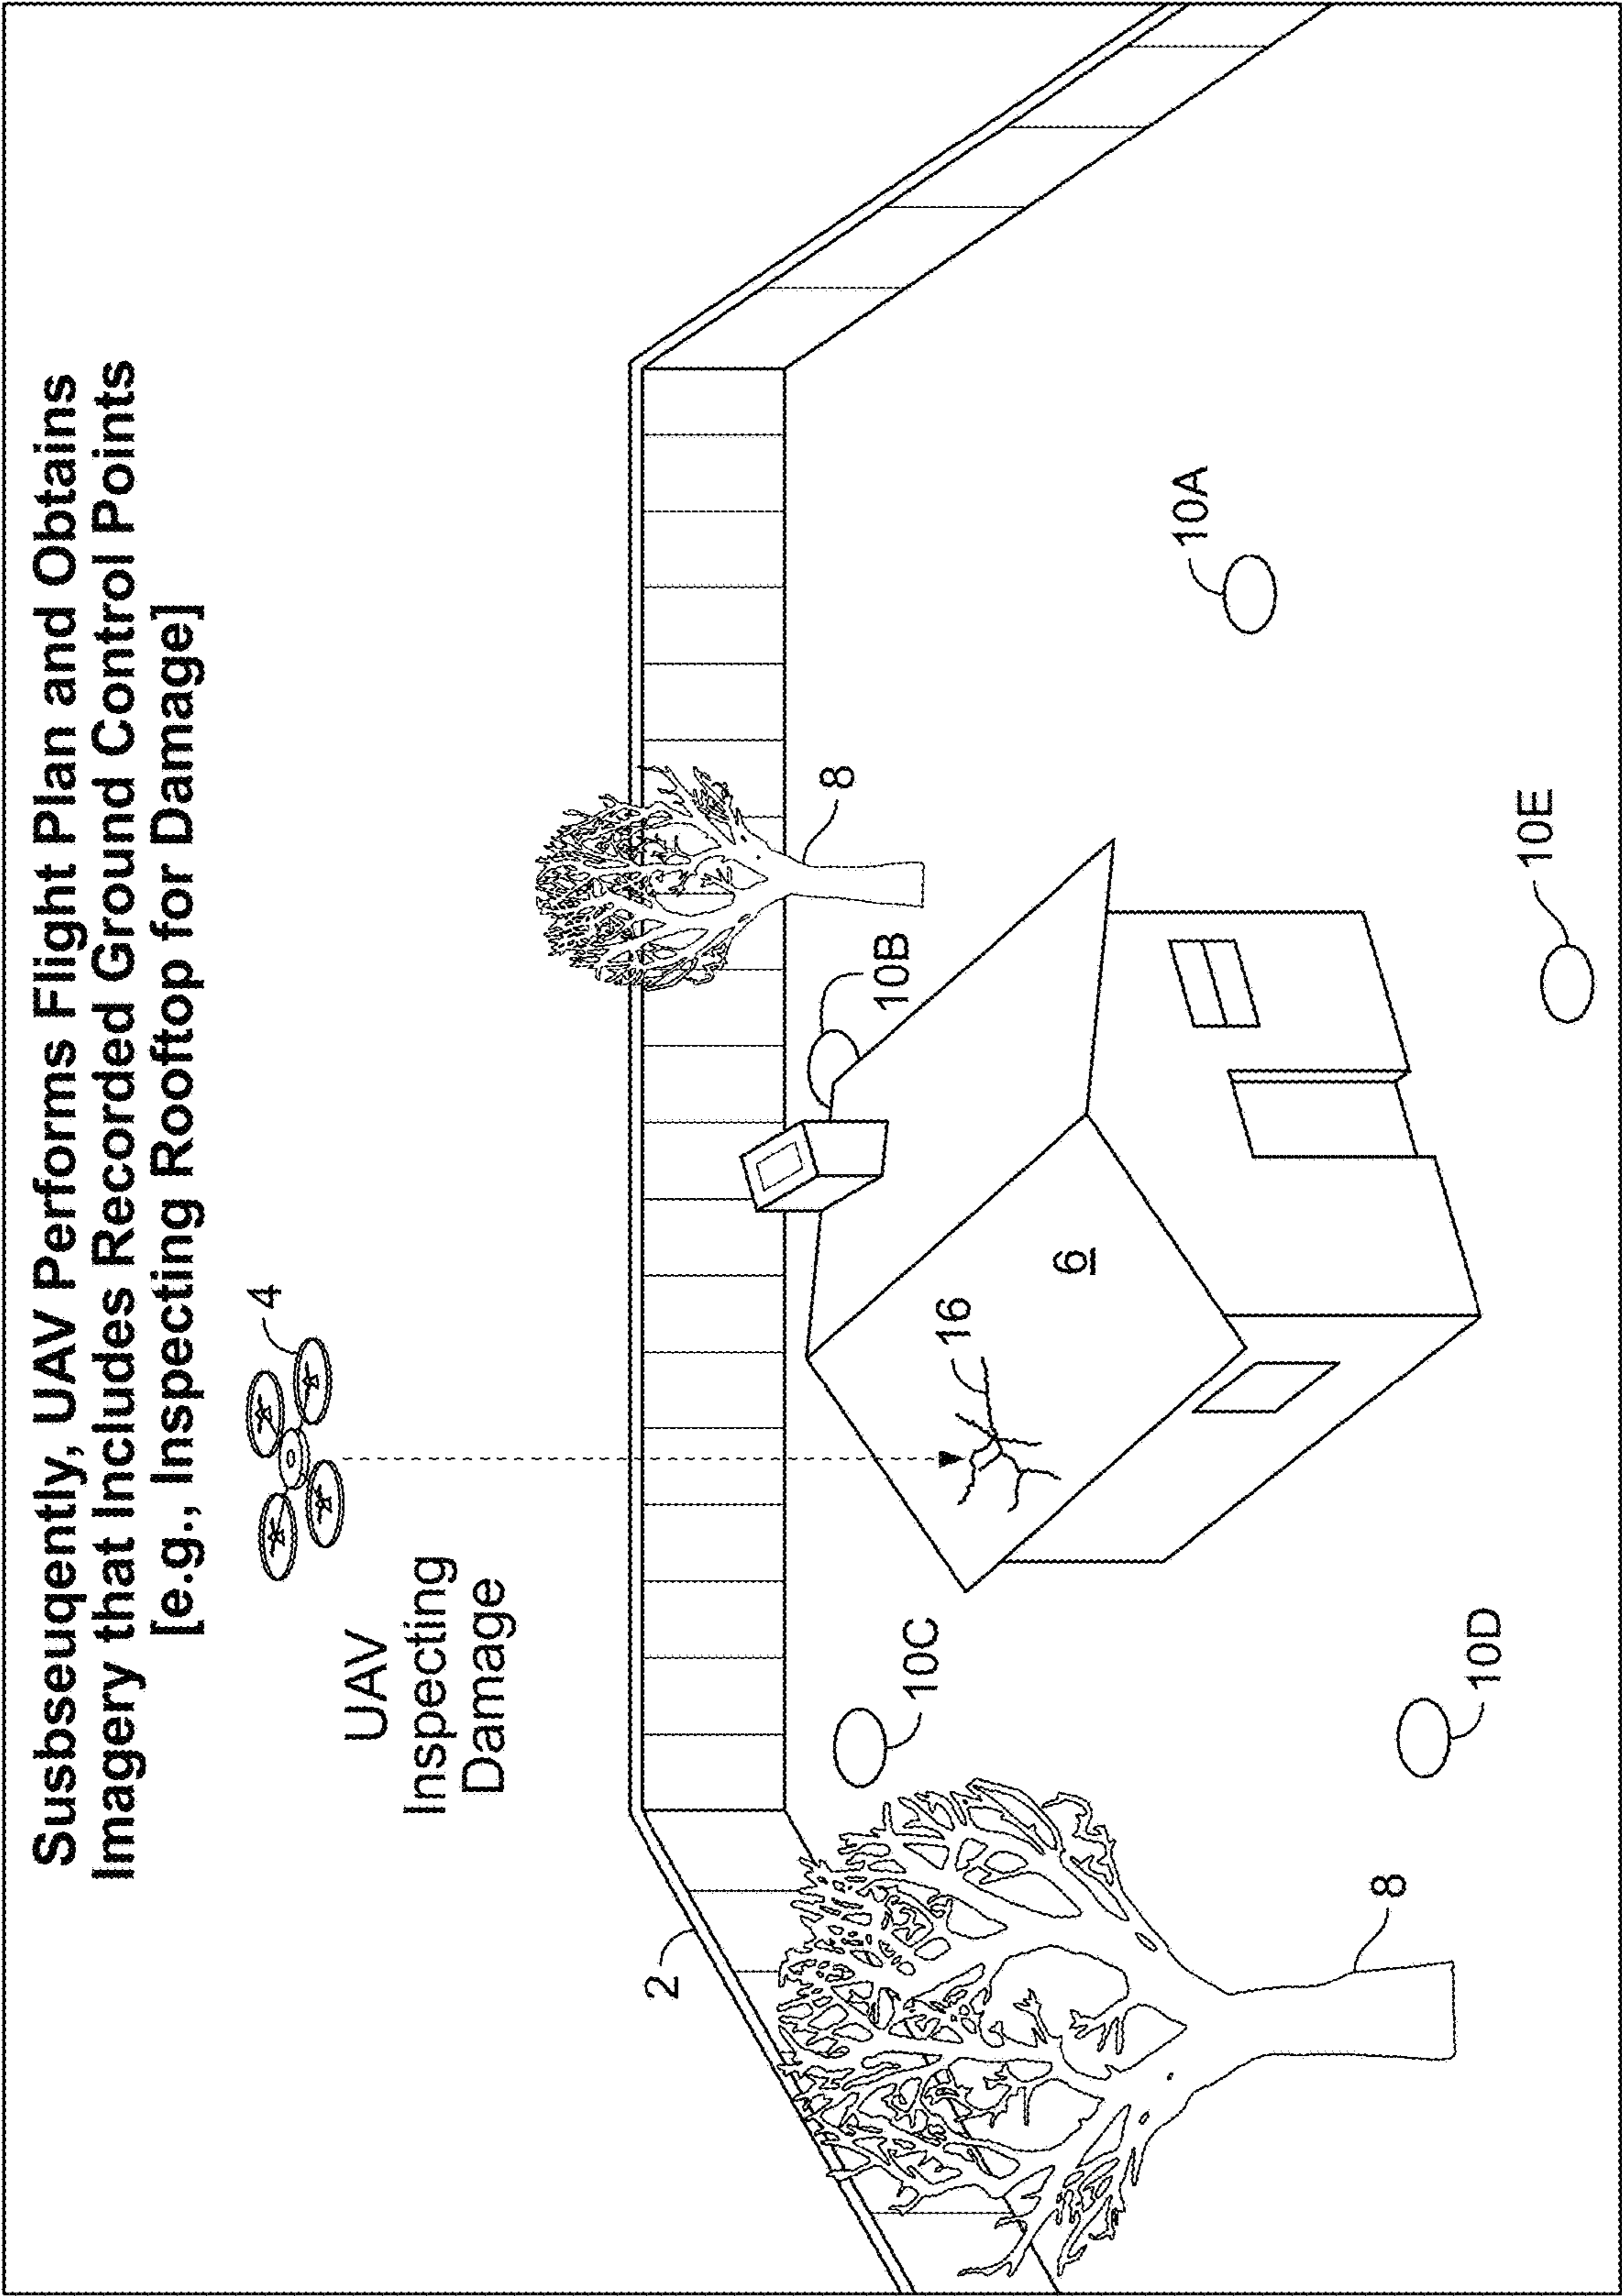 Susbseuqently, UAV Performs Flight Plan and Obtains
Imagery that Includes Recorded Ground Control Points
[e.g., Inspecting Rooftop for Damage]
4
UAV
Inspecting
Damage
2
8
10B
16
6
10C
10A
8
10D
10E